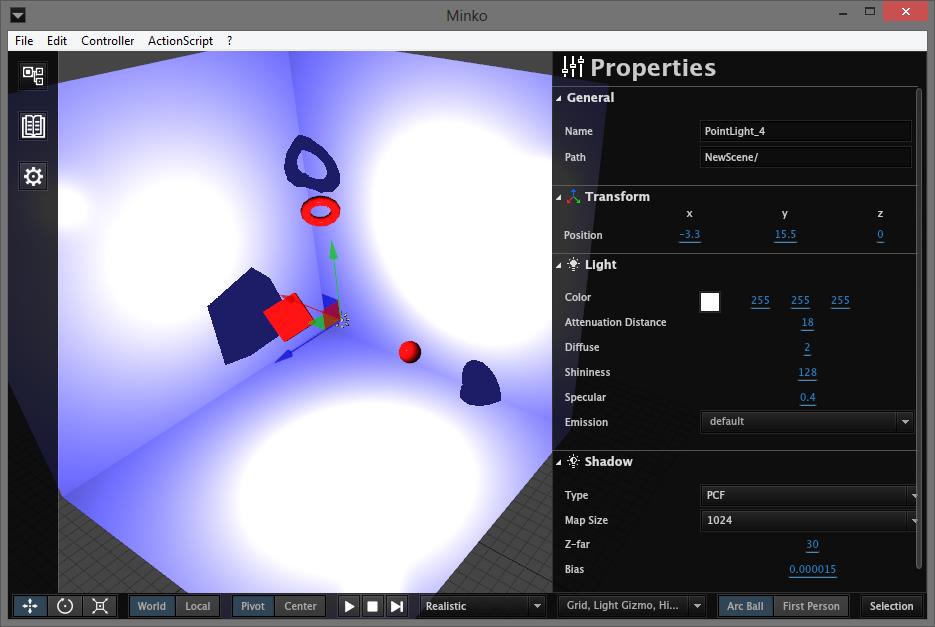 Minko
File Edit Controller ActionScript ?
Properties
General
Name PointLight_4
Path NewScene/
Transform
x y z
Position -3.3 15.5 0
Light
Color 255 255 255
Attenuation Distance 18
Diffuse 2
Shininess 128
Specular 0.4
Emission default
Shadow
Type PCF
Map Size 1024
Z-far 30
Bias 0.000015
World Local Pivot Center Realistic Grid, Light Gizmo, Hi... Arc Ball First Person Selection